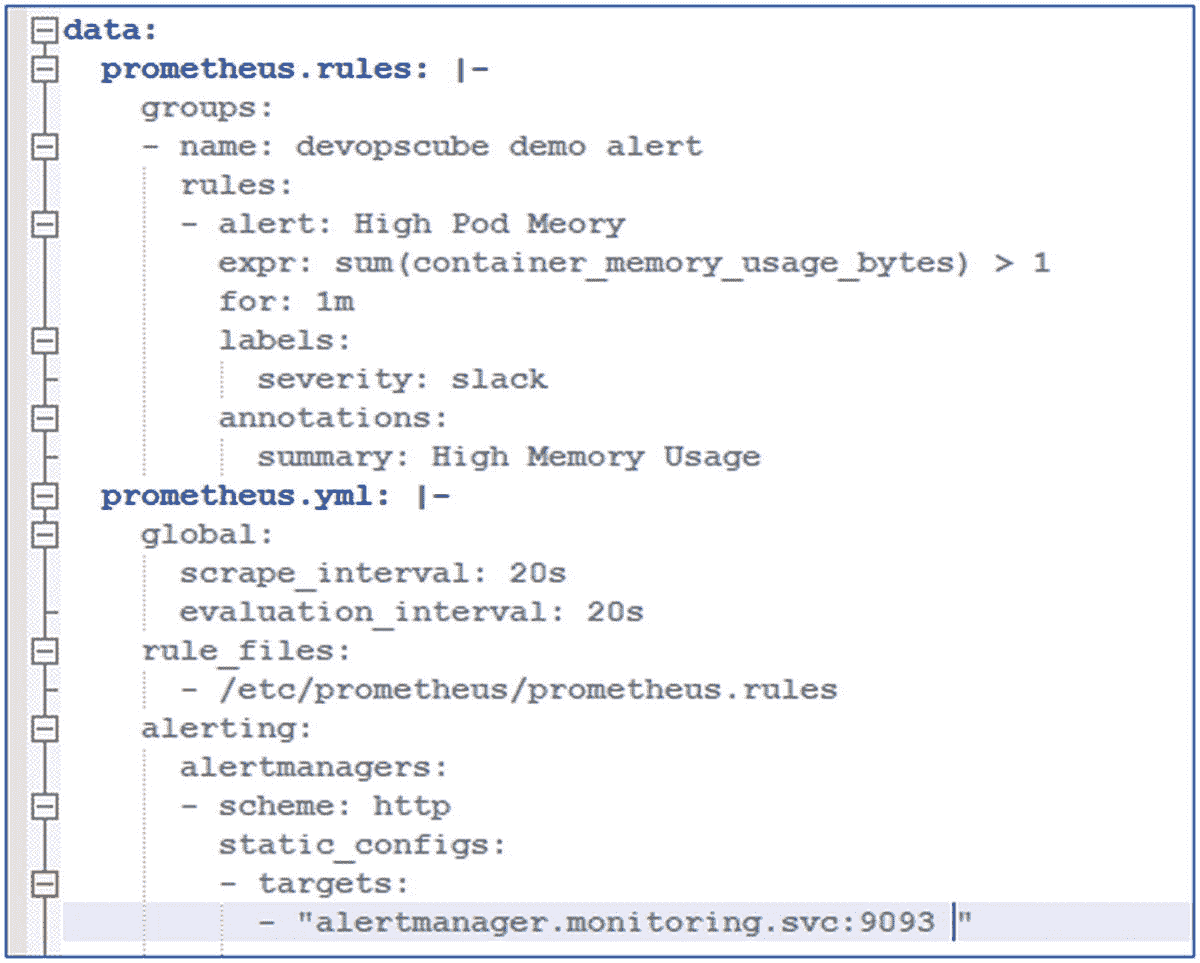 data:
  prometheus.rules: |-
    groups:
    - name: devopscube demo alert
      rules:
      - alert: High Pod Meory
        expr: sum(container_memory_usage_bytes) > 1
        for: 1m
        labels:
          severity: slack
        annotations:
          summary: High Memory Usage
  prometheus.yml: |-
    global:
      scrape_interval: 20s
      evaluation_interval: 20s
    rule_files:
      - /etc/prometheus/prometheus.rules
    alerting:
      alertmanagers:
      - scheme: http
        static_configs:
        - targets:
          - "alertmanager.monitoring.svc:9093 "